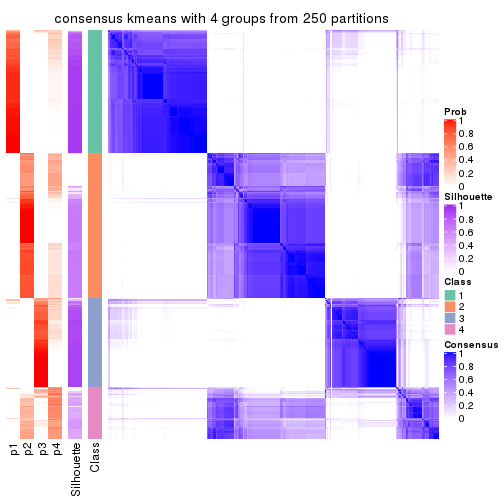 consensus kmeans with 4 groups from 250 partitions
Prob
1
0.8
0.6
0.4
0.2
0
Silhouette
1
0.8
0.6
0.4
0.2
0
Class
1
2
3
4
Consensus
1
0.8
0.6
0.4
0.2
0
p1
p2
p3
p4
Silhouette
Class